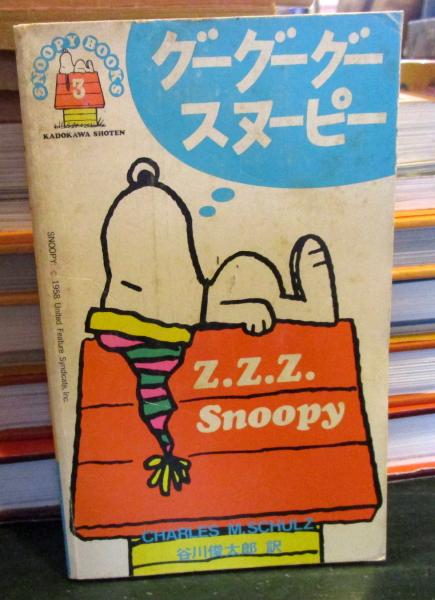 SNOOPY BOOKS
3
KADOKAWA SHOTEN
グーグーグー
スヌーピー
SNOOPY: © 1958 United Feature Syndicate, Inc.
Z.Z.Z.
Snoopy
CHARLES M. SCHULZ
谷川俊太郎 訳